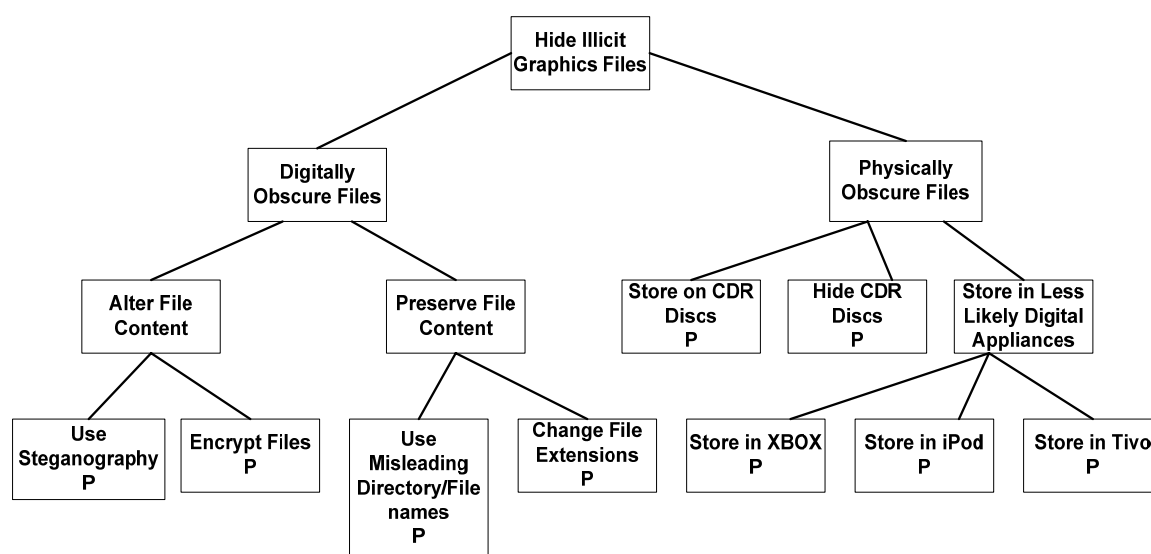 Hide Illicit
Graphics Files
Digitally
Obscure Files
Physically
Obscure Files
Alter File
Content
Preserve File
Content
Store on CDR
Discs
P
Hide CDR
Discs
P
Store in Less
Likely Digital
Appliances
Use
Steganography
P
Encrypt Files
P
Use
Misleading
Directory/File
names
P
Change File
Extensions
P
Store in XBOX
P
Store in iPod
P
Store in Tivo
P